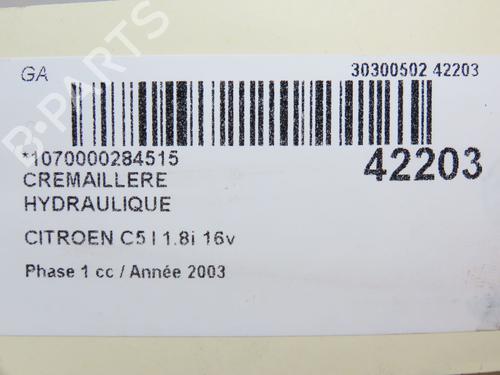 GA
30300502 42203
*1070000284515
42203
CREMAILLERE
HYDRAULIQUE
CITROEN C5 I 1.8i 16v
Phase 1 cc / Année 2003
B-PARTS